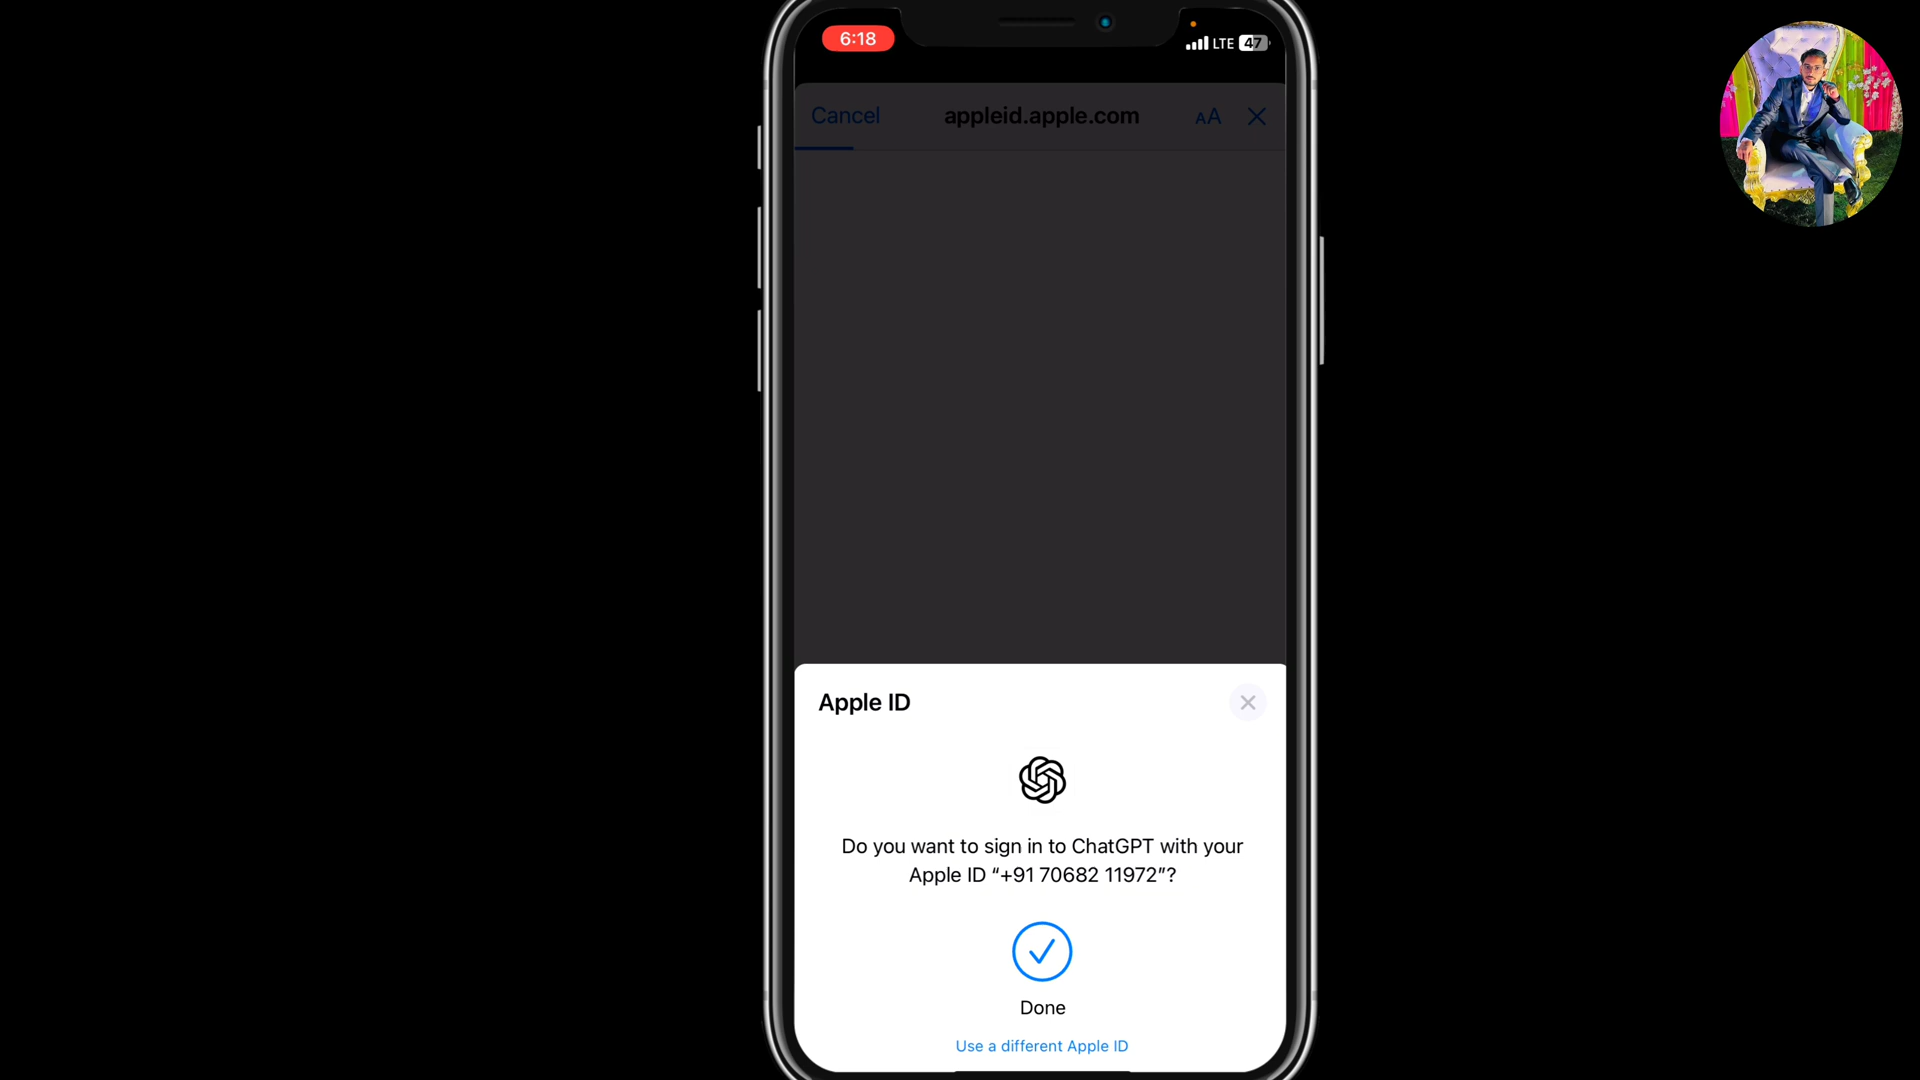 6:18
LTE 47
Cancel appleid.apple.com AA
Apple ID
Do you want to sign in to ChatGPT with your
Apple ID “+91 70682 11972”?
Done
Use a different Apple ID